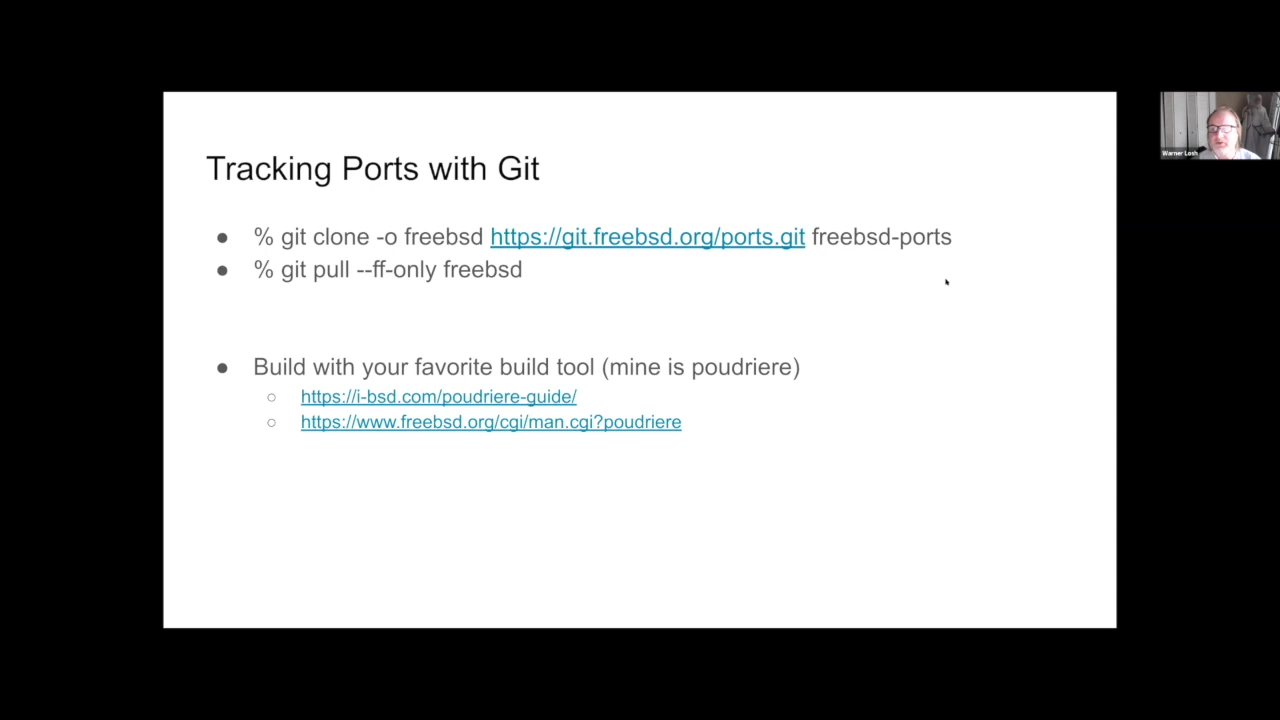 Tracking Ports with Git
● % git clone -o freebsd https://git.freebsd.org/ports.git freebsd-ports
● % git pull --ff-only freebsd
● Build with your favorite build tool (mine is poudriere)
○ https://i-bsd.com/poudriere-guide/
○ https://www.freebsd.org/cgi/man.cgi?poudriere
Warner Losh